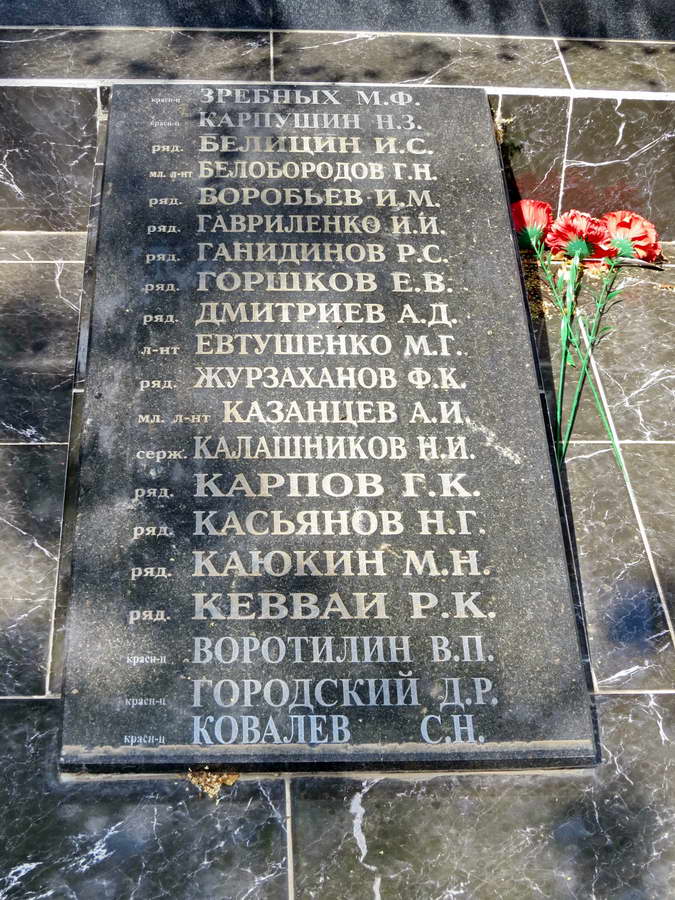 красн-ц ЗРЕБНЫХ М.Ф.
красн-ц КАРПУШИН Н.З.
ряд. БЕЛИЦИН И.С.
мл. л-нт БЕЛОБОРОДОВ Г.Н.
ряд. ВОРОБЬЕВ И.М.
ряд. ГАВРИЛЕНКО И.И.
ряд. ГАНИДИНОВ Р.С.
ряд. ГОРШКОВ Е.В.
ряд. ДМИТРИЕВ А.Д.
л-нт ЕВТУШЕНКО М.Г.
ряд. ЖУРЗАХАНОВ Ф.К.
мл. л-нт КАЗАНЦЕВ А.И.
серж. КАЛАШНИКОВ Н.И.
ряд. КАРПОВ Г.К.
ряд. КАСЬЯНОВ Н.Г.
ряд. КАЮКИН М.Н.
ряд. КЕВВАИ Р.К.
красн-ц ВОРОТИЛИН В.П.
красн-ц ГОРОДСКИЙ Д.Р.
красн-ц КОВАЛЕВ С.Н.